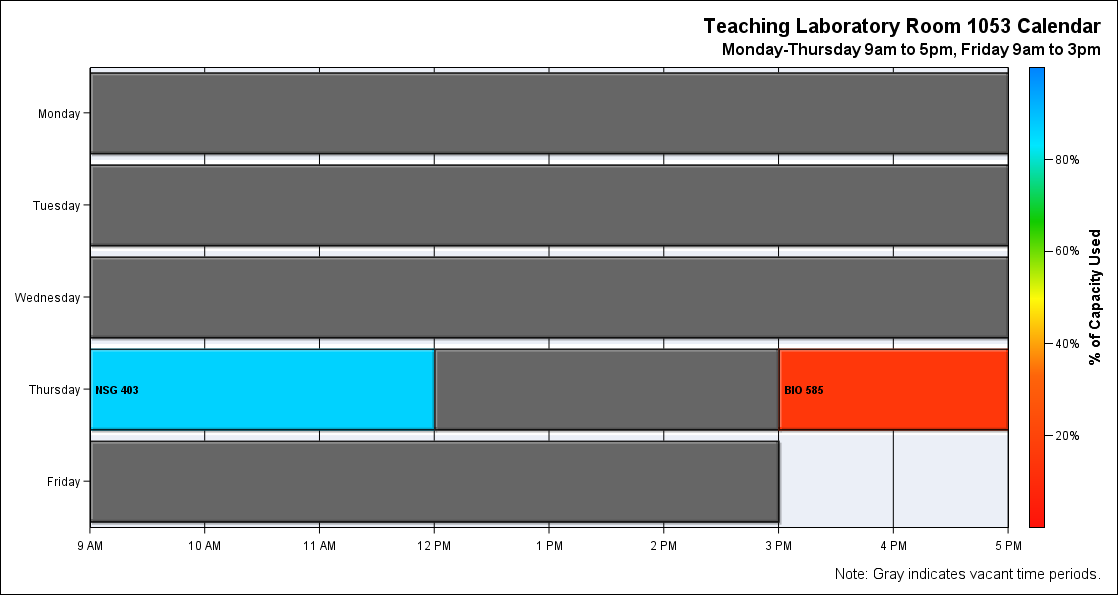 Teaching Laboratory Room 1053 Calendar
Monday-Thursday 9am to 5pm, Friday 9am to 3pm
Monday
Tuesday
Wednesday
Thursday
Friday
NSG 403
BIO 585
9 AM 10 AM 11 AM 12 PM 1 PM 2 PM 3 PM 4 PM 5 PM
80%
60%
40%
20%
% of Capacity Used
Note: Gray indicates vacant time periods.